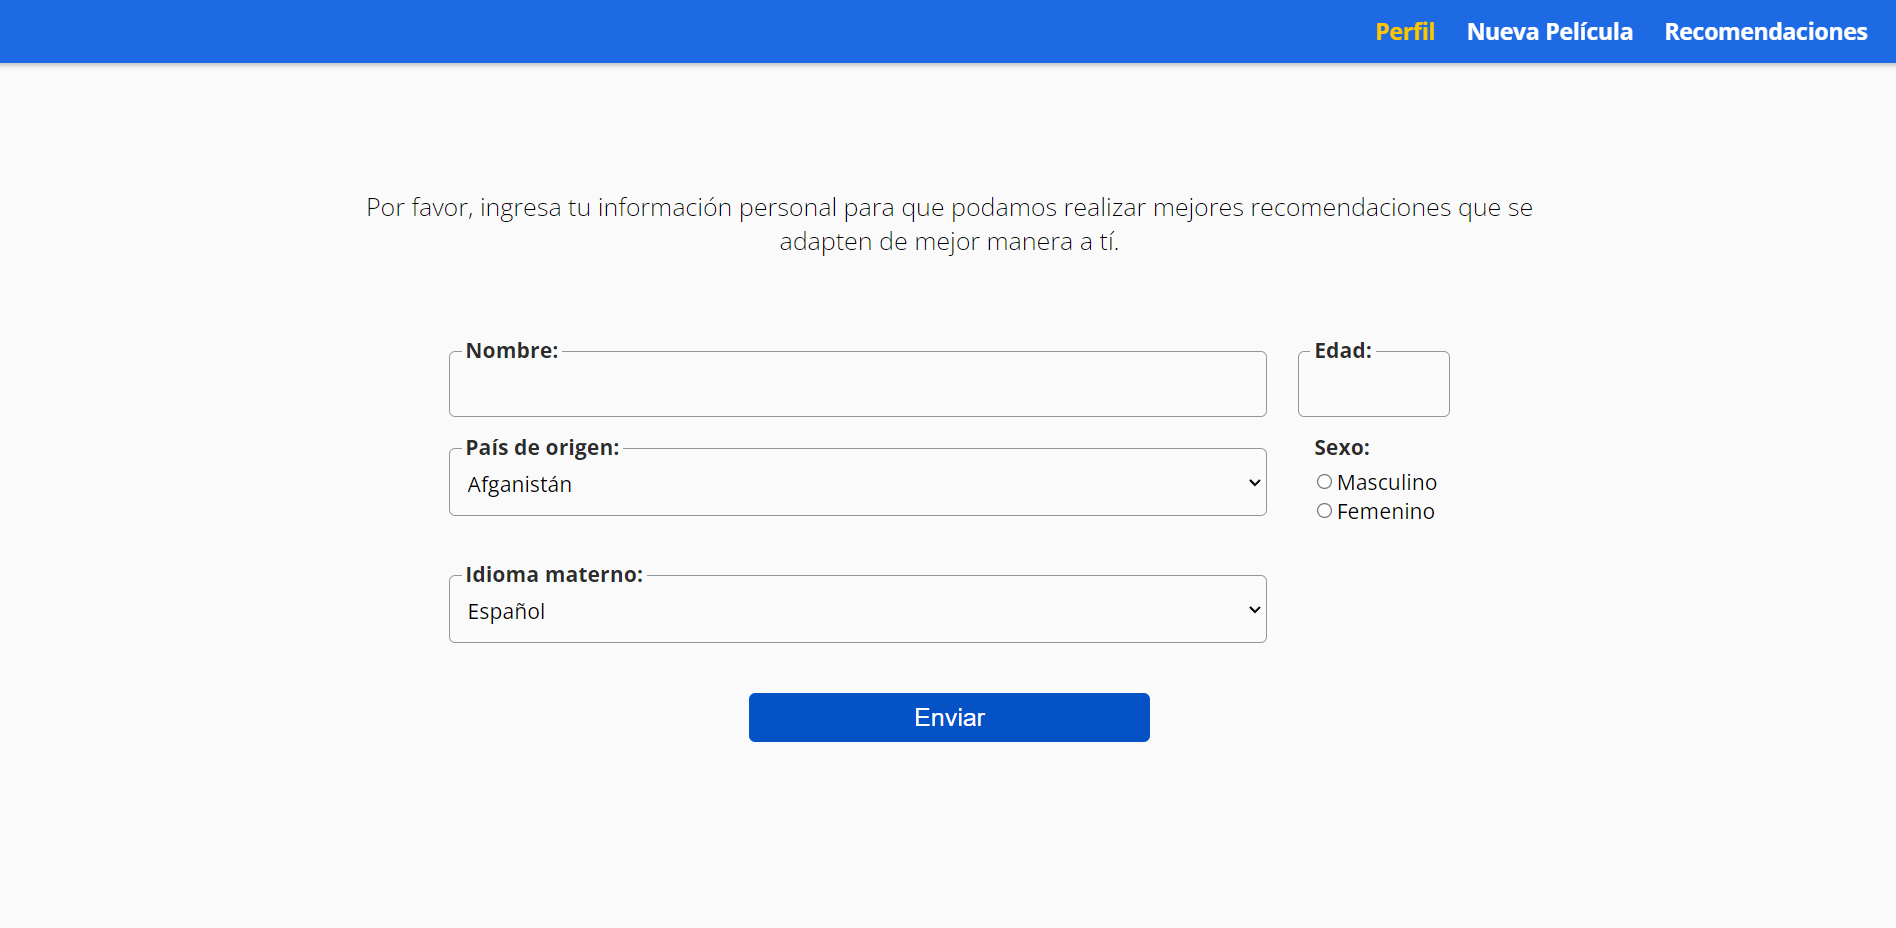 Perfil Nueva Película Recomendaciones
Por favor, ingresa tu información personal para que podamos realizar mejores recomendaciones que se
adapten de mejor manera a tí.
Nombre:
Edad:
País de origen:
Afganistán
Sexo:
Masculino
Femenino
Idioma materno:
Español
Enviar